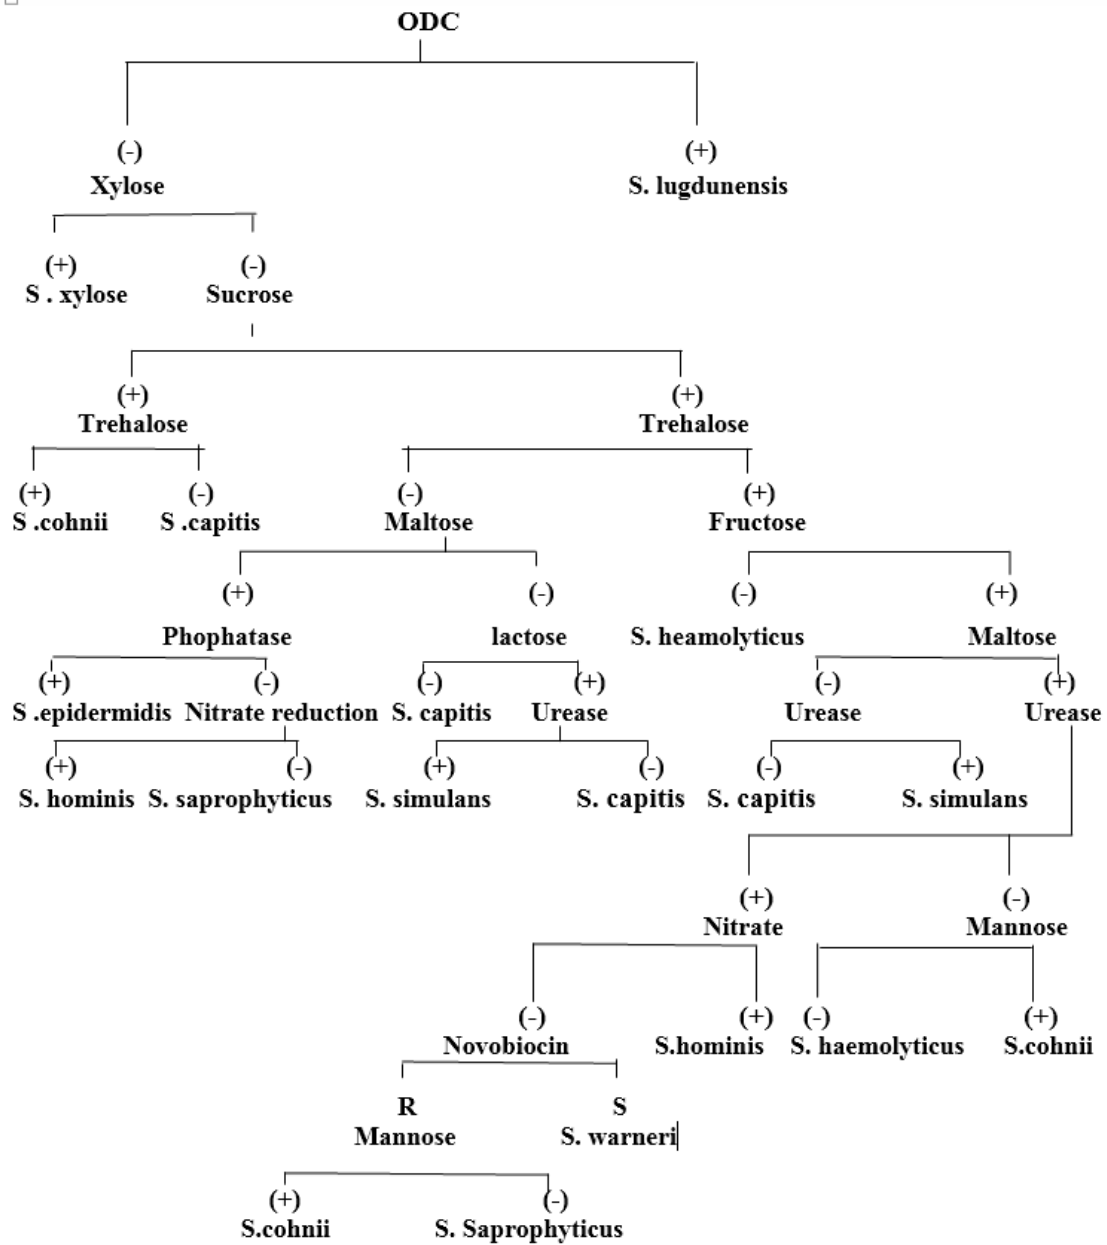 ODC
(-) (+)
Xylose S. lugdunensis
(+) (-)
S . xylose Sucrose
(+) (+)
Trehalose Trehalose
(+) (-) (-) (+)
S .cohnii S .capitis Maltose Fructose
(+) (-) (-) (+)
Phophatase lactose S. heamolyticus Maltose
(+) (-) (-) (+) (-) (+)
S .epidermidis Nitrate reduction S. capitis Urease Urease Urease
(+) (-) (+) (-) (-) (+)
S. hominis S. saprophyticus S. simulans S. capitis S. capitis S. simulans
(+) (-)
Nitrate Mannose
(-) (+) (-) (+)
Novobiocin S.hominis S. haemolyticus S.cohnii
R S
Mannose S. warneri
(+) (-)
S.cohnii S. Saprophyticus